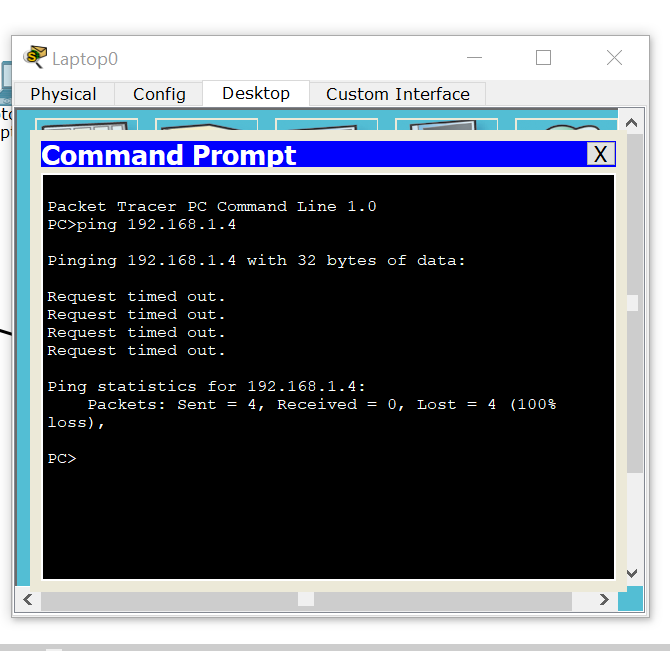 Laptop0
Physical Config Desktop Custom Interface
Command Prompt X
Packet Tracer PC Command Line 1.0
PC>ping 192.168.1.4
Pinging 192.168.1.4 with 32 bytes of data:
Request timed out.
Request timed out.
Request timed out.
Request timed out.
Ping statistics for 192.168.1.4:
Packets: Sent = 4, Received = 0, Lost = 4 (100%
loss),
PC>